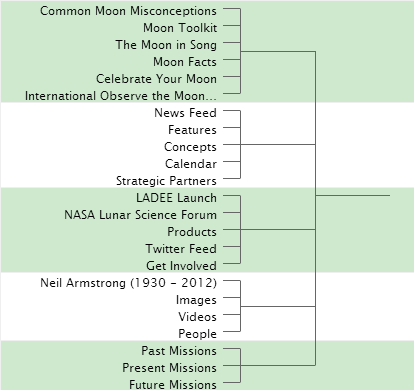 Common Moon Misconceptions
Moon Toolkit
The Moon in Song
Moon Facts
Celebrate Your Moon
International Observe the Moon...
News Feed
Features
Concepts
Calendar
Strategic Partners
LADEE Launch
NASA Lunar Science Forum
Products
Twitter Feed
Get Involved
Neil Armstrong (1930 - 2012)
Images
Videos
People
Past Missions
Present Missions
Future Missions